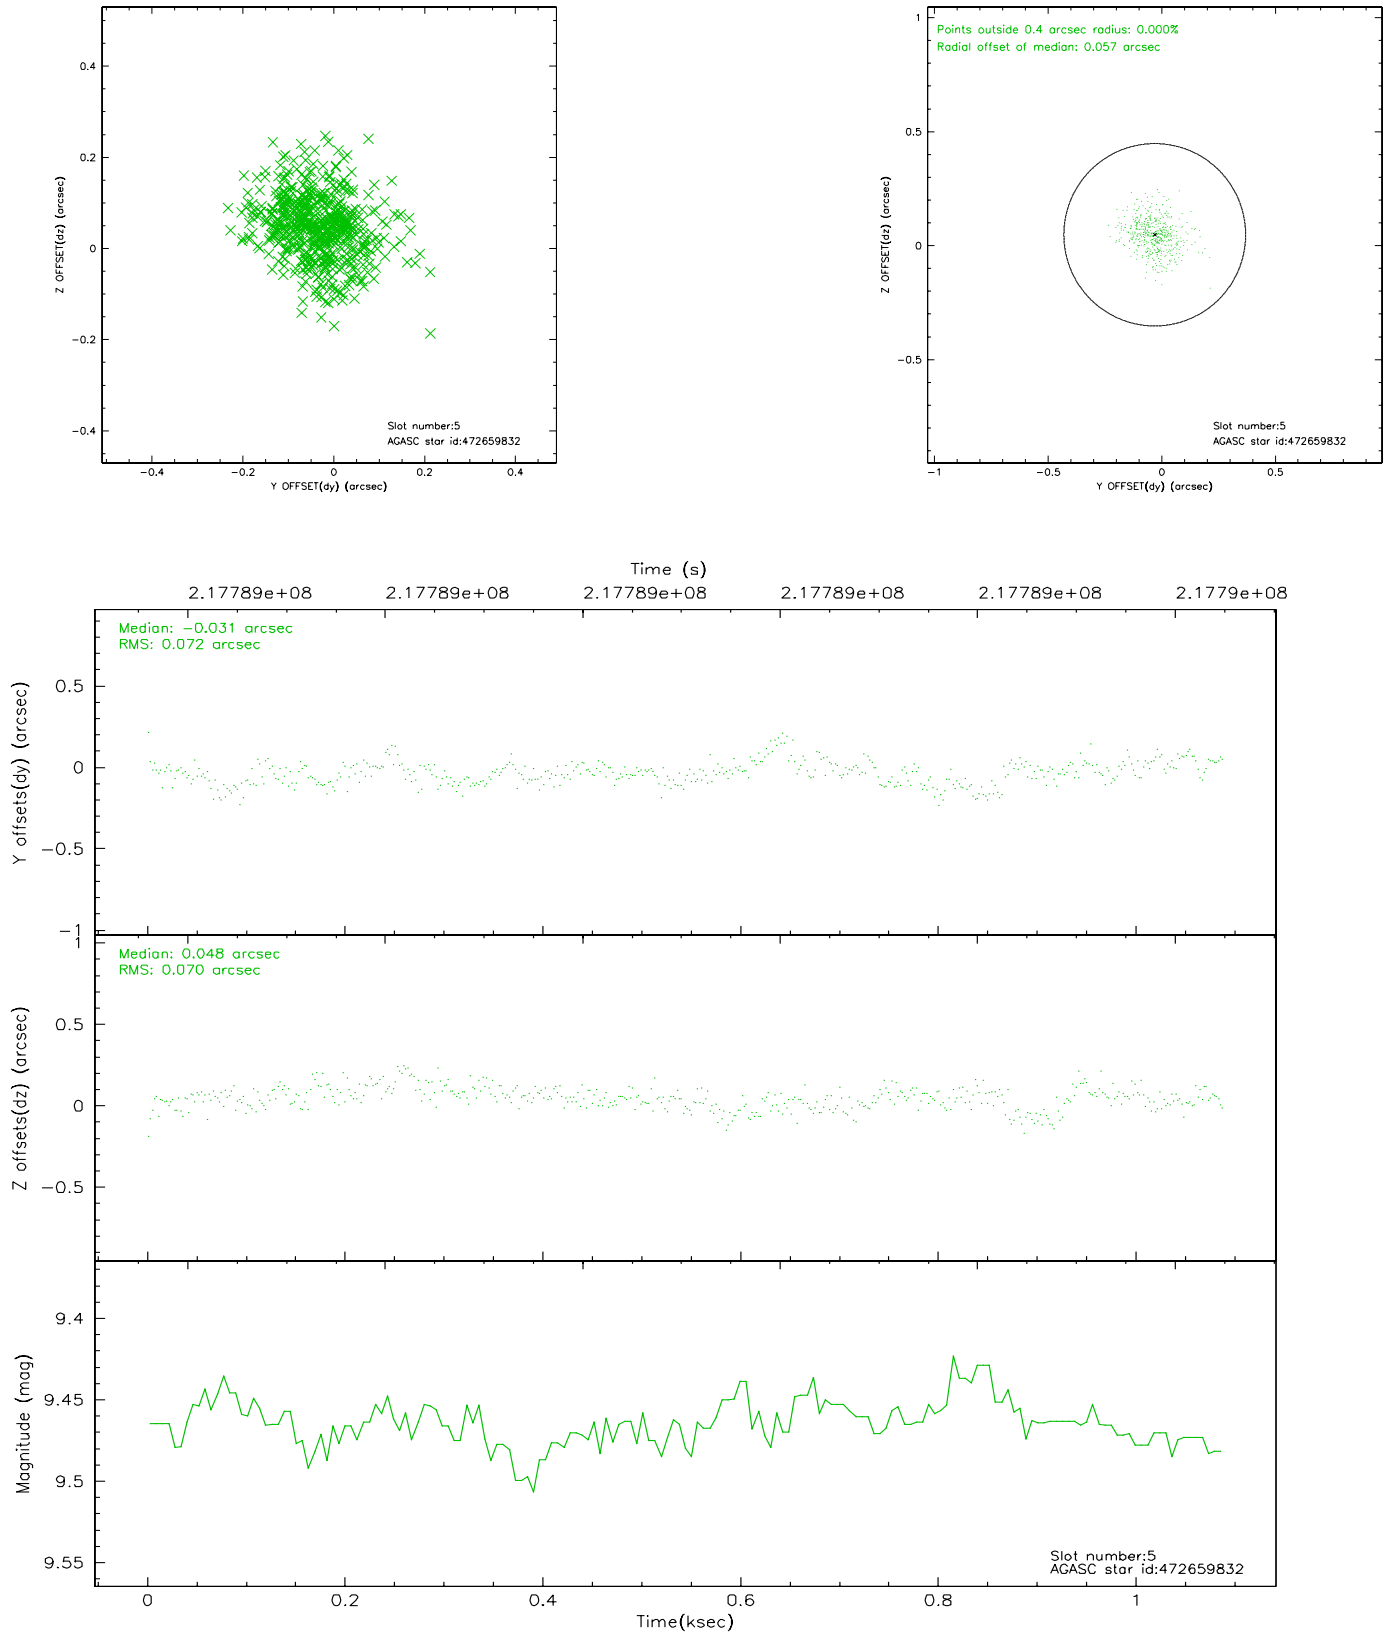 0.4
0.2
0
−0.2
−0.4
Z OFFSET(dz) (arcsec)
Slot number:5
AGASC star id:472659832
−0.4 −0.2 0 0.2 0.4
Y OFFSET(dy) (arcsec)
Points outside 0.4 arcsec radius: 0.000%
Radial offset of median: 0.057 arcsec
1
0.5
0
−0.5
Z OFFSET(dz) (arcsec)
Slot number:5
AGASC star id:472659832
−1 −0.5 0 0.5
Y OFFSET(dy) (arcsec)
Time (s)
2.17789e+08 2.17789e+08 2.17789e+08 2.17789e+08 2.17789e+08 2.1779e+08
Median: −0.031 arcsec
RMS: 0.072 arcsec
0.5
0
−0.5
−1
Y offsets(dy) (arcsec)
Median: 0.048 arcsec
RMS: 0.070 arcsec
1
0.5
0
−0.5
Z offsets(dz) (arcsec)
9.4
9.45
9.5
9.55
Magnitude (mag)
Slot number:5
AGASC star id:472659832
0 0.2 0.4 0.6 0.8 1
Time(ksec)